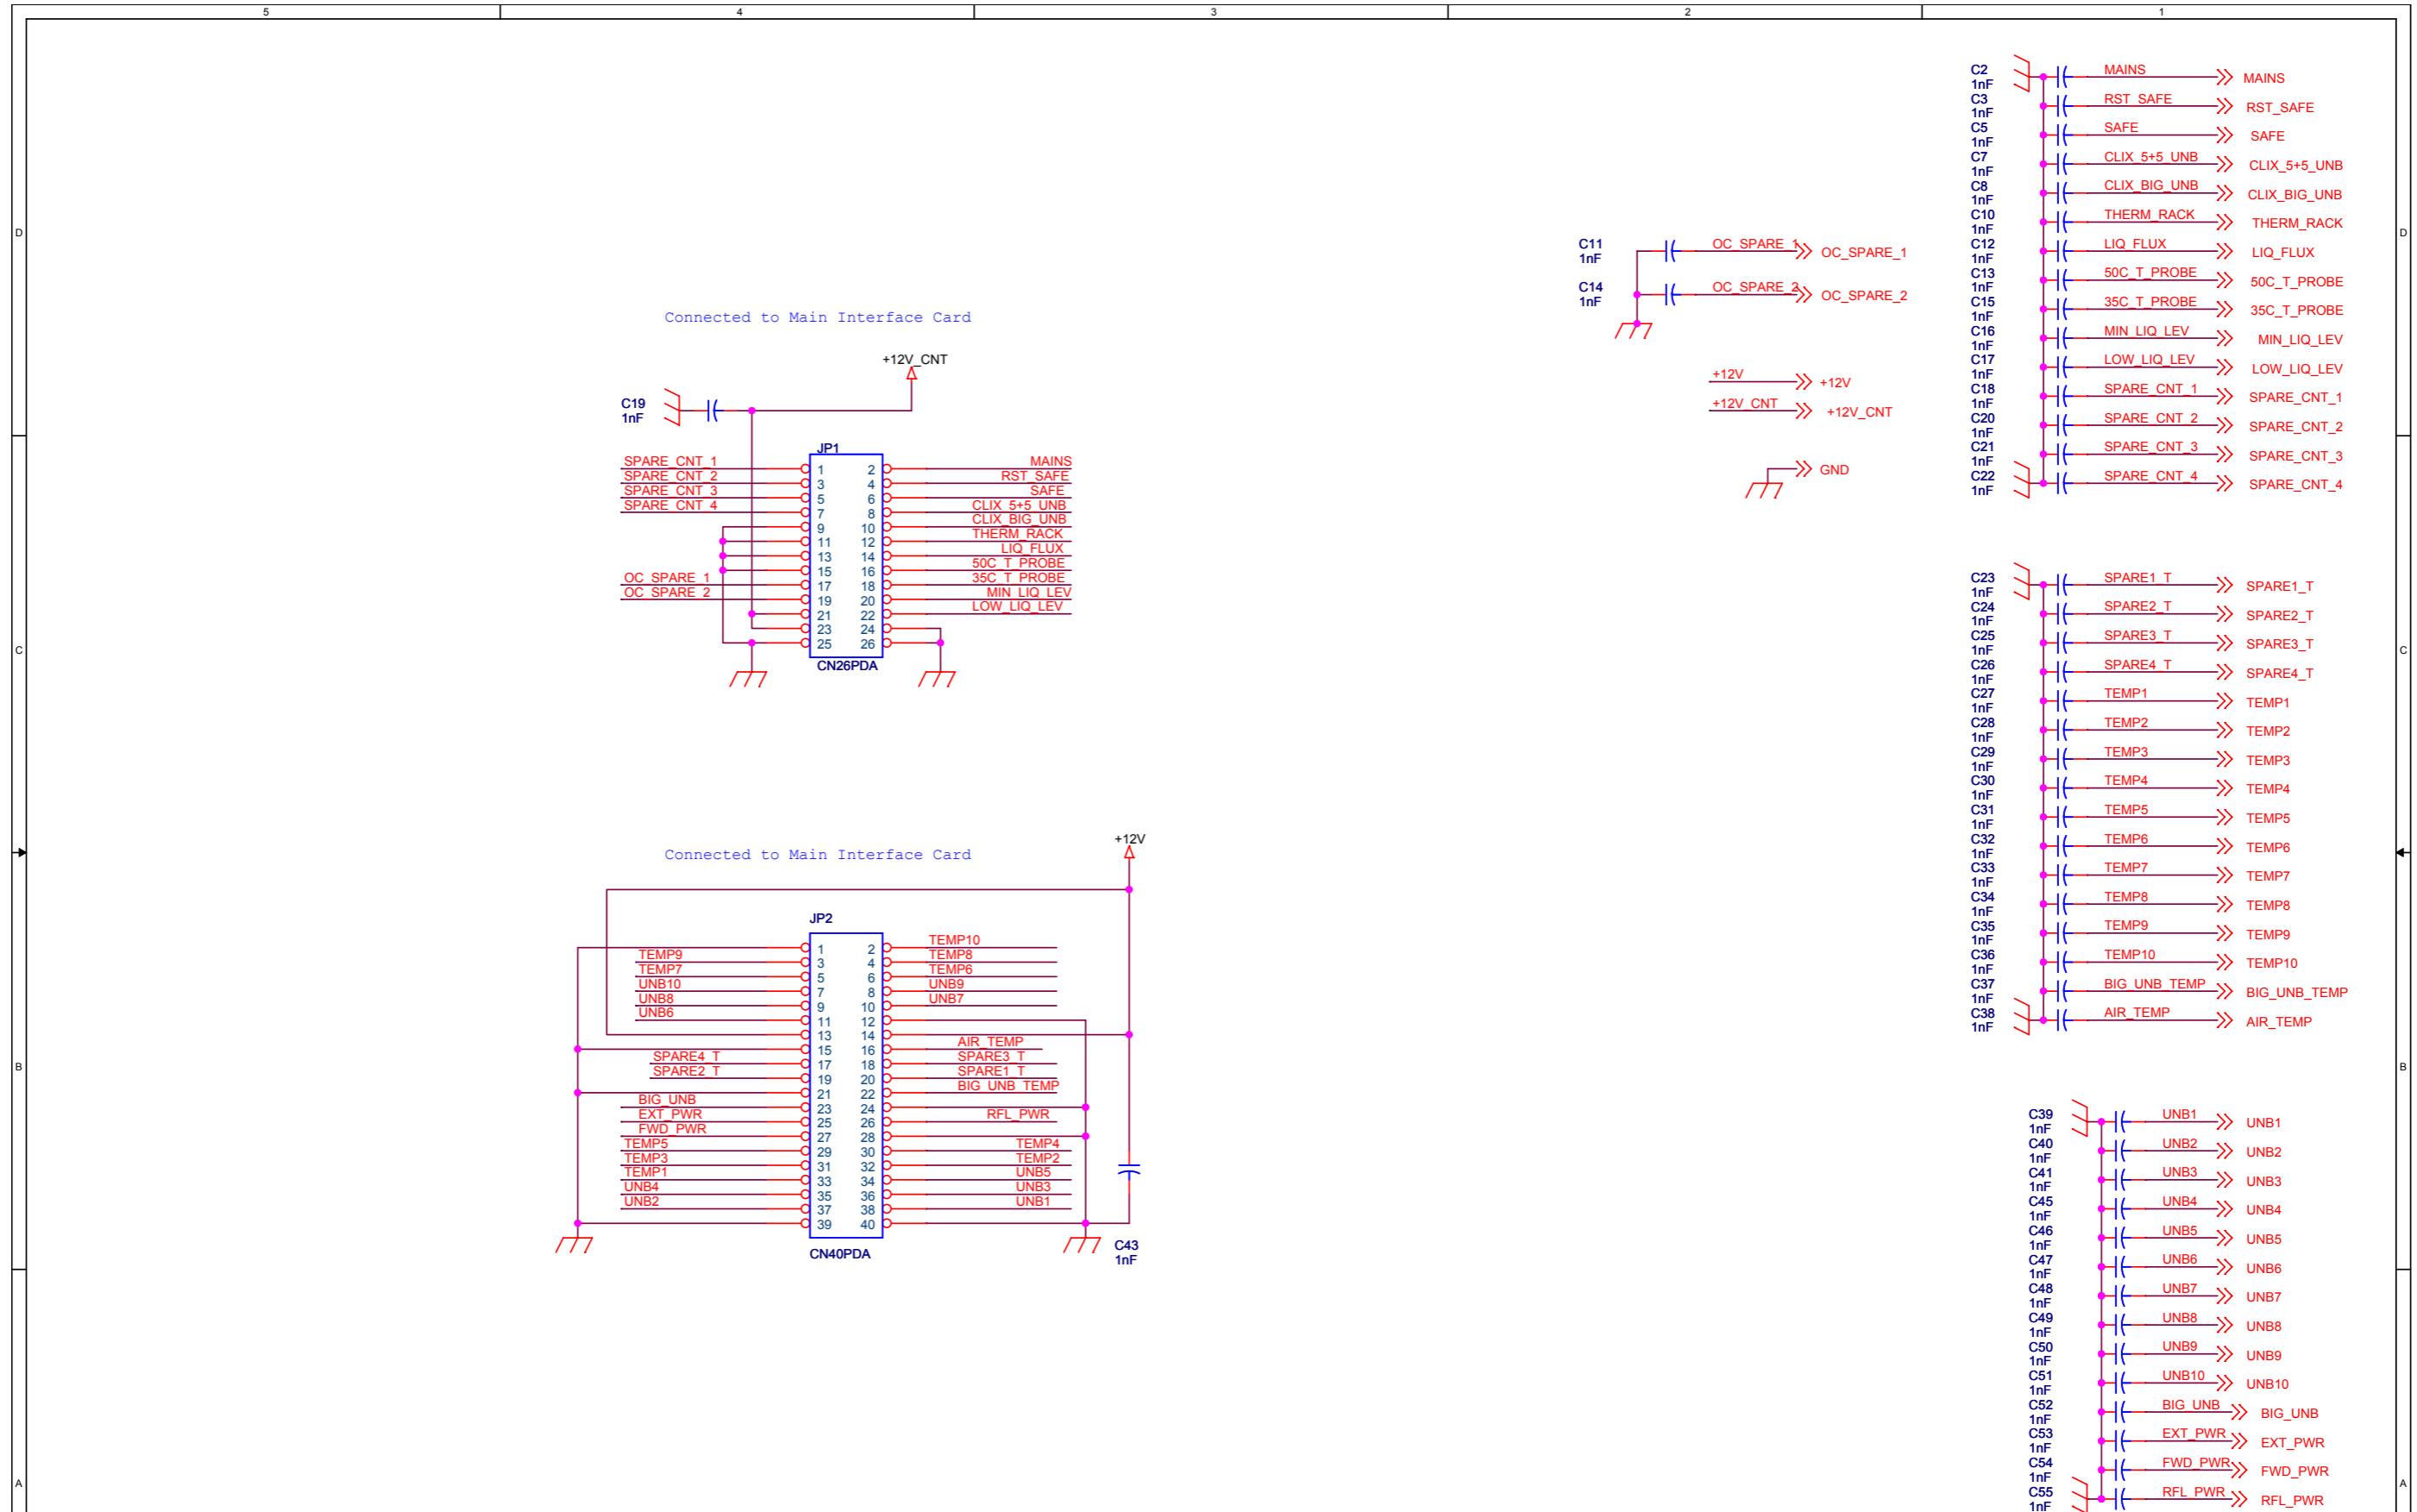 5 4 3 2 1
D D
C C
B B
A A
Connected to Main Interface Card
+12V_CNT
C19
1nF
JP1
SPARE_CNT_1 1 2 MAINS
SPARE_CNT_2 3 4 RST_SAFE
SPARE_CNT_3 5 6 SAFE
SPARE_CNT_4 7 8 CLIX_5+5_UNB
9 10 CLIX_BIG_UNB
11 12 THERM_RACK
13 14 LIQ_FLUX
15 16 50C_T_PROBE
OC_SPARE_1 17 18 35C_T_PROBE
OC_SPARE_2 19 20 MIN_LIQ_LEV
21 22 LOW_LIQ_LEV
23 24
25 26
CN26PDA
Connected to Main Interface Card
+12V
JP2
1 2 TEMP10
TEMP9 3 4 TEMP8
TEMP7 5 6 TEMP6
UNB10 7 8 UNB9
UNB8 9 10 UNB7
UNB6 11 12
13 14
15 16 AIR_TEMP
SPARE4_T 17 18 SPARE3_T
SPARE2_T 19 20 SPARE1_T
21 22 BIG_UNB_TEMP
BIG_UNB 23 24
EXT_PWR 25 26 RFL_PWR
FWD_PWR 27 28
TEMP5 29 30 TEMP4
TEMP3 31 32 TEMP2
TEMP1 33 34 UNB5
UNB4 35 36 UNB3
UNB2 37 38 UNB1
39 40
CN40PDA
C43
1nF
C11 OC_SPARE_1 OC_SPARE_1
1nF
C14 OC_SPARE_2 OC_SPARE_2
1nF
+12V +12V
+12V_CNT +12V_CNT
GND
C2 MAINS MAINS
1nF
C3 RST_SAFE RST_SAFE
1nF
C5 SAFE SAFE
1nF
C7 CLIX_5+5_UNB CLIX_5+5_UNB
1nF
C8 CLIX_BIG_UNB CLIX_BIG_UNB
1nF
C10 THERM_RACK THERM_RACK
1nF
C12 LIQ_FLUX LIQ_FLUX
1nF
C13 50C_T_PROBE 50C_T_PROBE
1nF
C15 35C_T_PROBE 35C_T_PROBE
1nF
C16 MIN_LIQ_LEV MIN_LIQ_LEV
1nF
C17 LOW_LIQ_LEV LOW_LIQ_LEV
1nF
C18 SPARE_CNT_1 SPARE_CNT_1
1nF
C20 SPARE_CNT_2 SPARE_CNT_2
1nF
C21 SPARE_CNT_3 SPARE_CNT_3
1nF
C22 SPARE_CNT_4 SPARE_CNT_4
1nF
C23 SPARE1_T SPARE1_T
1nF
C24 SPARE2_T SPARE2_T
1nF
C25 SPARE3_T SPARE3_T
1nF
C26 SPARE4_T SPARE4_T
1nF
C27 TEMP1 TEMP1
1nF
C28 TEMP2 TEMP2
1nF
C29 TEMP3 TEMP3
1nF
C30 TEMP4 TEMP4
1nF
C31 TEMP5 TEMP5
1nF
C32 TEMP6 TEMP6
1nF
C33 TEMP7 TEMP7
1nF
C34 TEMP8 TEMP8
1nF
C35 TEMP9 TEMP9
1nF
C36 TEMP10 TEMP10
1nF
C37 BIG_UNB_TEMP BIG_UNB_TEMP
1nF
C38 AIR_TEMP AIR_TEMP
1nF
C39 UNB1 UNB1
1nF
C40 UNB2 UNB2
1nF
C41 UNB3 UNB3
1nF
C45 UNB4 UNB4
1nF
C46 UNB5 UNB5
1nF
C47 UNB6 UNB6
1nF
C48 UNB7 UNB7
1nF
C49 UNB8 UNB8
1nF
C50 UNB9 UNB9
1nF
C51 UNB10 UNB10
1nF
C52 BIG_UNB BIG_UNB
1nF
C53 EXT_PWR EXT_PWR
1nF
C54 FWD_PWR FWD_PWR
1nF
C55 RFL_PWR RFL_PWR
1nF